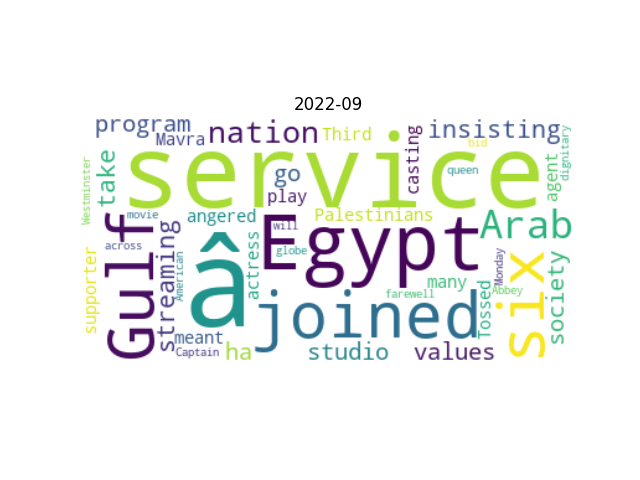 2022-09
program
Mavra
nation
Third
casting
insisting
bid
dignitary
Westminster
take
service
go
play
queen
agent
movie
angered
Palestinians
Arab
across
Gulf
streaming
American
â
actress
will
globe
Egypt
many
Monday
six
society
supporter
farewell
Abbey
Tossed
joined
meant
Captain
ha
studio
values